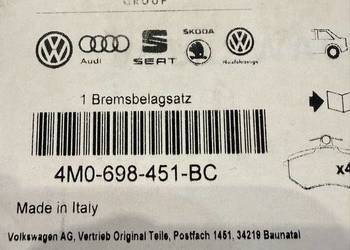 GROUP
Audi
SEAT
ŠKODA
Nutzfahrzeuge
1 Bremsbelagsatz
4M0-698-451-BC
x4
Made in Italy
Volkswagen AG, Vertrieb Original Teile, Postfach 1451, 34219 Baunatal